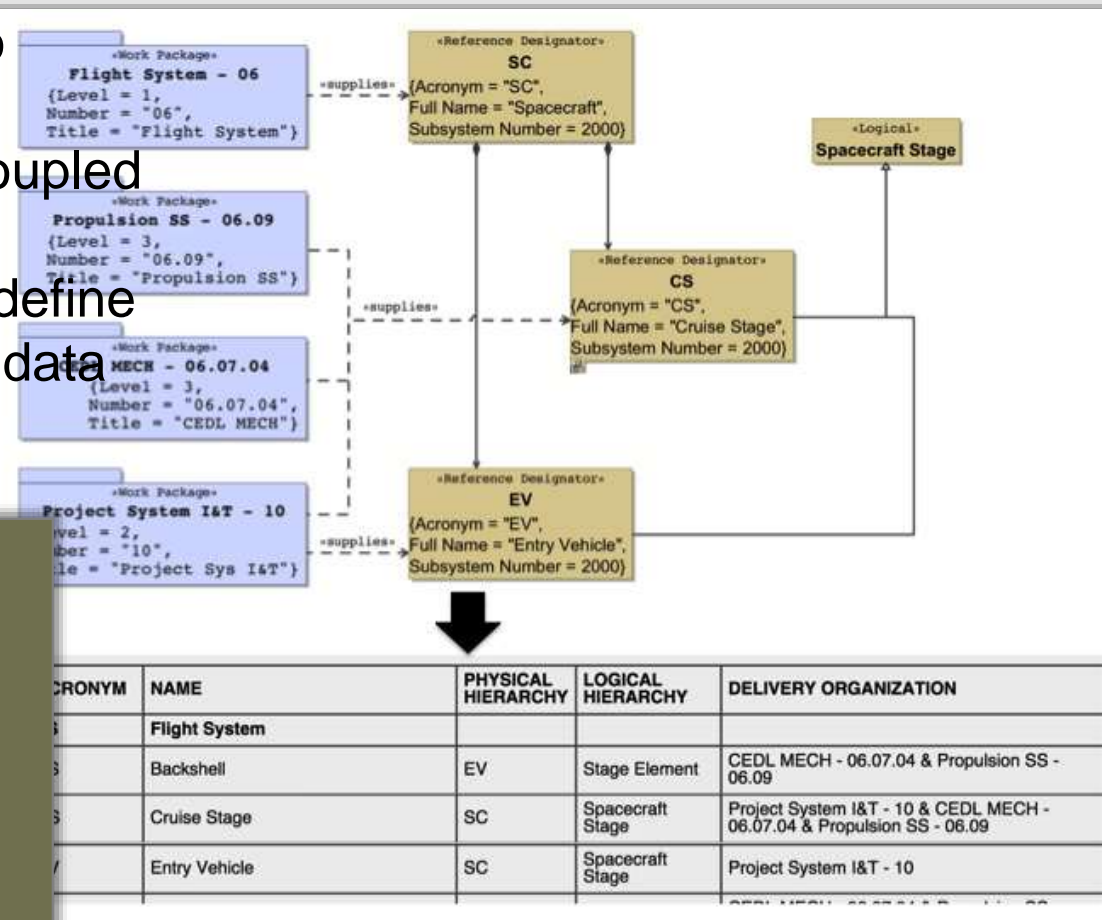 «Work Package»
Flight System - 06
{Level = 1,
Number = "06",
Title = "Flight System"}
«supplies»
«Reference Designator»
SC
{Acronym = "SC",
Full Name = "Spacecraft",
Subsystem Number = 2000}
«Logical»
Spacecraft Stage
oupled
«Work Package»
Propulsion SS - 06.09
{Level = 3,
Number = "06.09",
Title = "Propulsion SS"}
define
«supplies»
«Reference Designator»
CS
{Acronym = "CS",
Full Name = "Cruise Stage",
Subsystem Number = 2000}
«Work Package»
MECH - 06.07.04
data
{Level = 3,
Number = "06.07.04",
Title = "CEDL MECH"}
«Work Package»
Project System I&T - 10
vel = 2,
ber = "10",
le = "Project Sys I&T"}
«supplies»
«Reference Designator»
EV
{Acronym = "EV",
Full Name = "Entry Vehicle",
Subsystem Number = 2000}
CRONYM NAME PHYSICAL HIERARCHY LOGICAL HIERARCHY DELIVERY ORGANIZATION
Flight System
Backshell EV Stage Element CEDL MECH - 06.07.04 & Propulsion SS -
06.09
Cruise Stage SC Spacecraft Stage Project System I&T - 10 & CEDL MECH -
06.07.04 & Propulsion SS - 06.09
Entry Vehicle SC Spacecraft Stage Project System I&T - 10